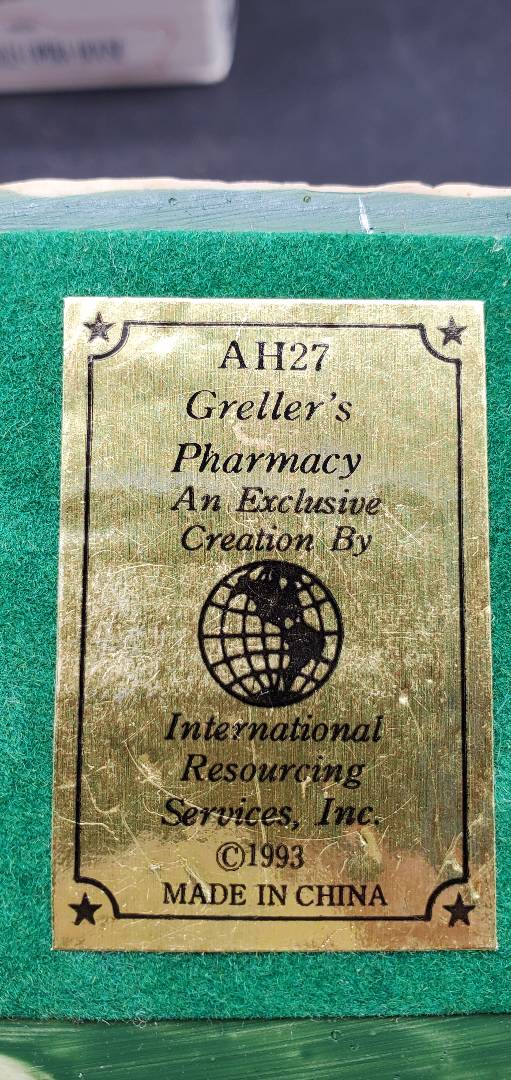 AH27
Greller's
Pharmacy
An Exclusive
Creation By
International
Resourcing
Services, Inc.
©1993
MADE IN CHINA